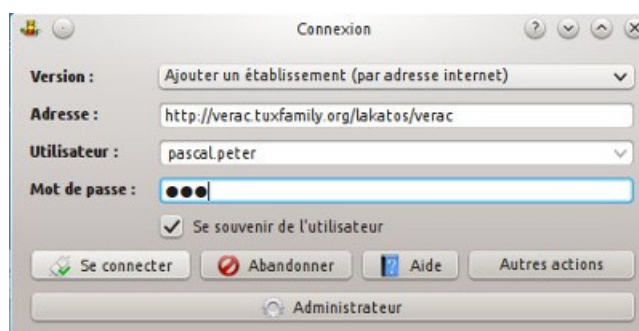 Connexion
Version : Ajouter un établissement (par adresse internet)
Adresse : http://verac.tuxfamily.org/lakatos/verac
Utilisateur : pascal.peter
Mot de passe : ●●●
Se souvenir de l'utilisateur
Se connecter Abandonner Aide Autres actions
Administrateur